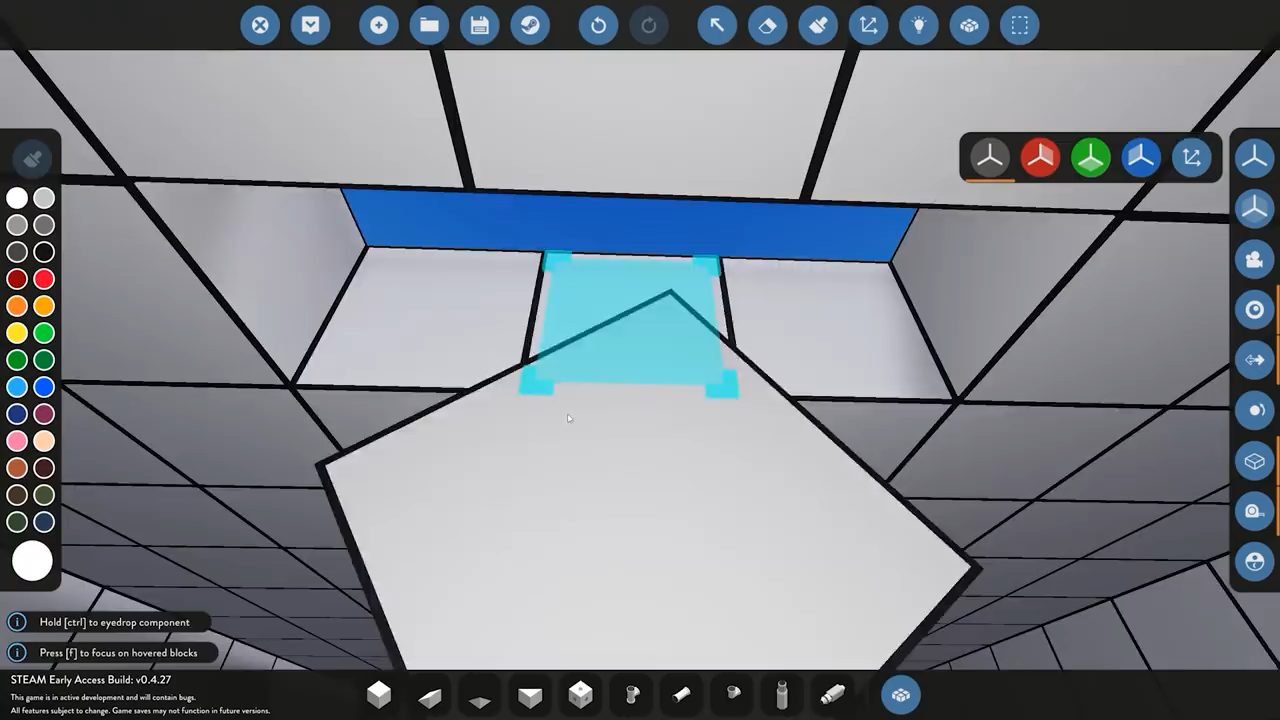 Hold [ctrl] to eyedrop component
Press [f] to focus on hovered blocks
STEAM Early Access Build: v0.4.27
This game is in active development and will contain bugs.
All features subject to change. Game saves may not function in future versions.